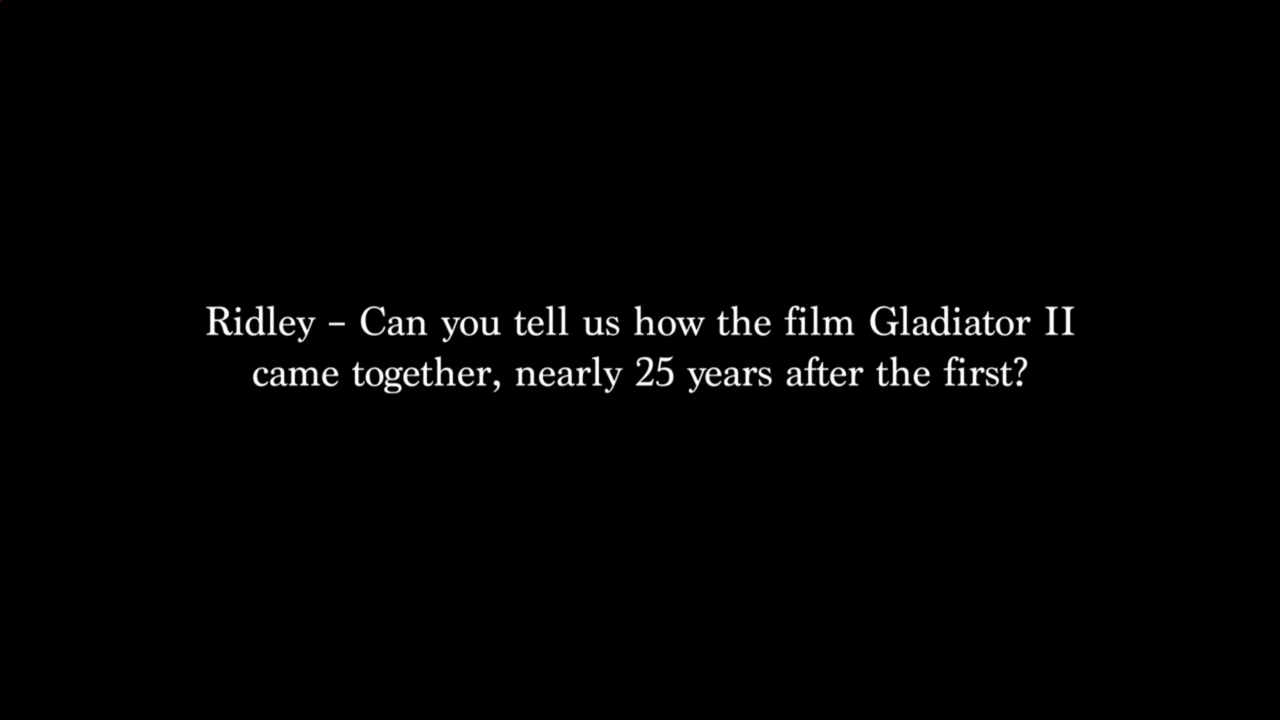 Ridley – Can you tell us how the film Gladiator II
came together, nearly 25 years after the first?